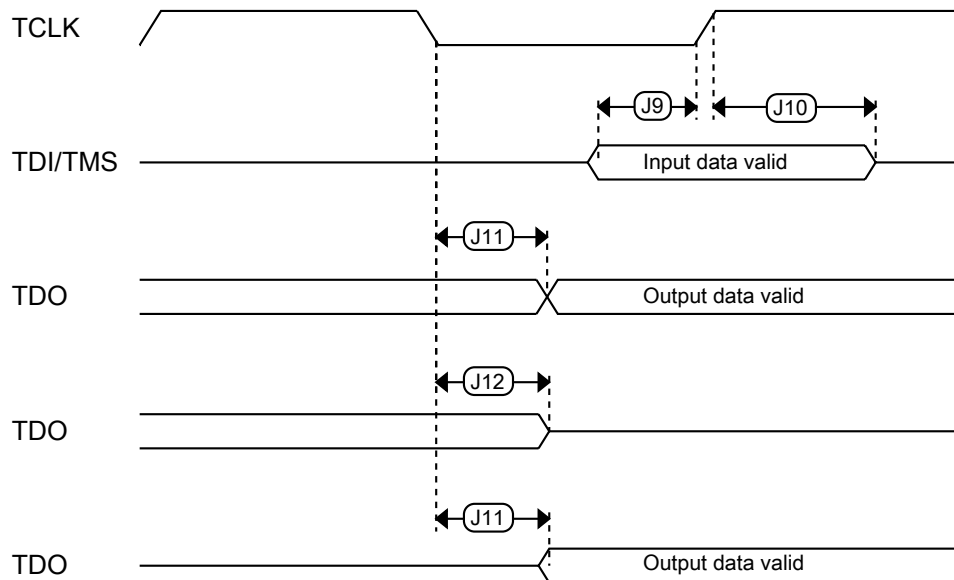 TCLK
J9
J10
TDI/TMS
Input data valid
J11
TDO
Output data valid
J12
TDO
J11
TDO
Output data valid